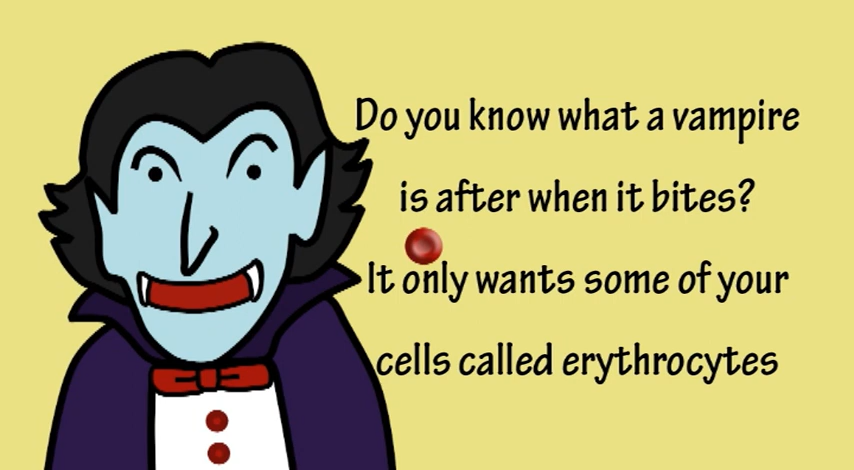 Do you know what a vampire
is after when it bites?
It only wants some of your
cells called erythrocytes